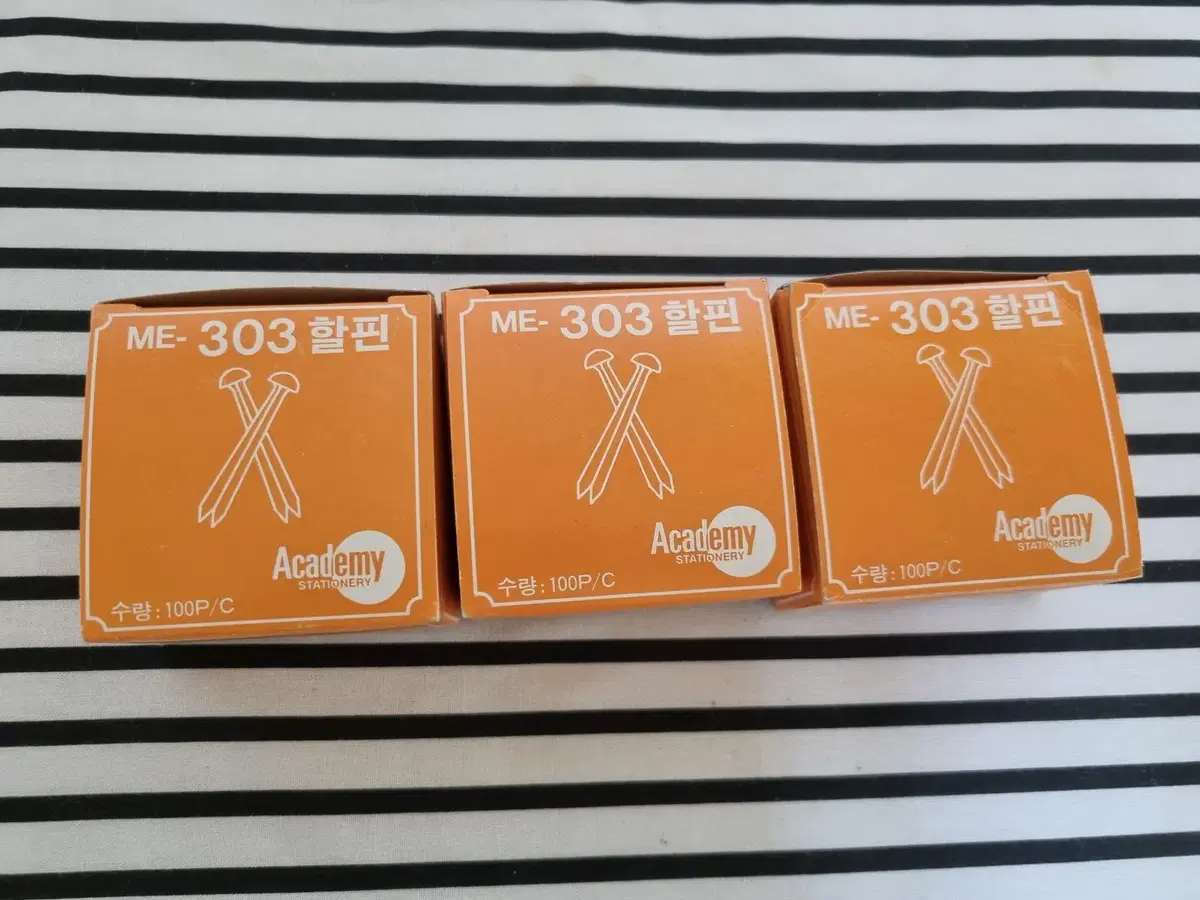 ME-303 할핀
Academy
STATIONERY
수량:100P/C
ME-303 할핀
Academy
STATIONERY
수량:100P/C
ME-303 할핀
Academy
STATIONERY
수량:100P/C